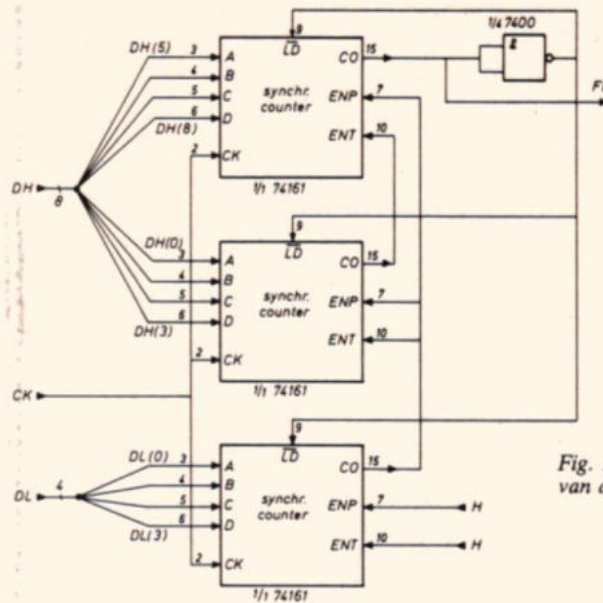 9
1/4 7400
LD
DH(5)
3
A
CO
15
&
4
B
synchr.
5
C
counter
ENP
7
6
D
DH(8)
ENT
10
2
CK
1/1 74161
DH
8
9
LD
DH(0)
3
A
CO
15
4
B
synchr.
5
C
counter
ENP
7
6
D
DH(3)
ENT
10
2
CK
1/1 74161
CK
9
LD
DL(0)
3
A
CO
15
DL
4
4
B
synchr.
5
C
counter
ENP
7
H
6
D
DL(3)
ENT
10
H
2
CK
1/1 74161
Fig.
van